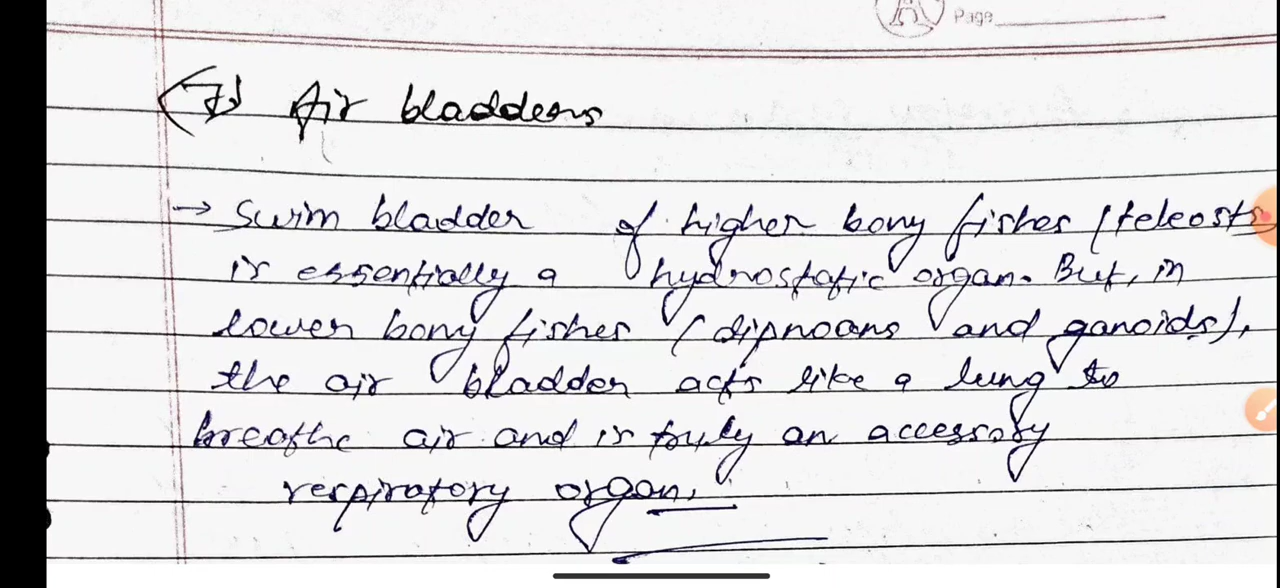 Page
7) Air bladders
→ Swim bladder of higher bony fishes (teleosts
is essentially a hydrostatic organ. But, in
lower bony fishes (dipnoans and ganoids),
the air bladder acts like a lung to
breathe air and is truly an accessory
respiratory organ.